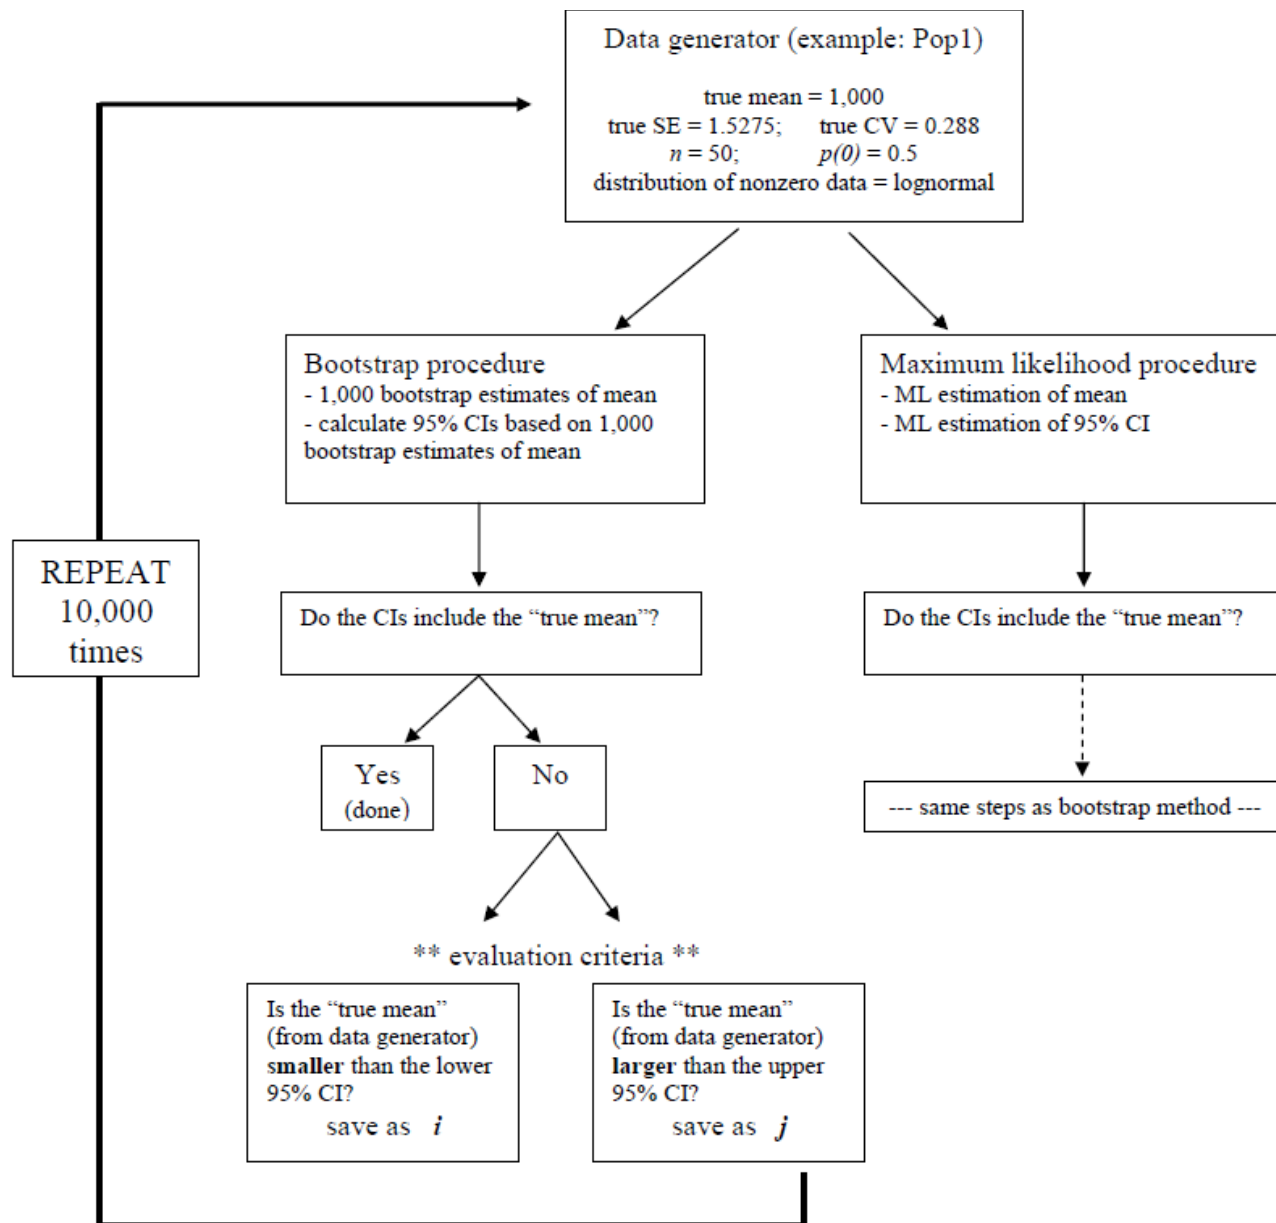 Data generator (example: Pop1)
true mean = 1,000
true SE = 1.5275; true CV = 0.288
n = 50; p(0) = 0.5
distribution of nonzero data = lognormal
Bootstrap procedure
- 1,000 bootstrap estimates of mean
- calculate 95% CIs based on 1,000
bootstrap estimates of mean
Maximum likelihood procedure
- ML estimation of mean
- ML estimation of 95% CI
REPEAT
10,000
times
Do the CIs include the “true mean”?
Do the CIs include the “true mean”?
Yes
(done)
No
--- same steps as bootstrap method ---
** evaluation criteria **
Is the “true mean”
(from data generator)
smaller than the lower
95% CI?
save as i
Is the “true mean”
(from data generator)
larger than the upper
95% CI?
save as j